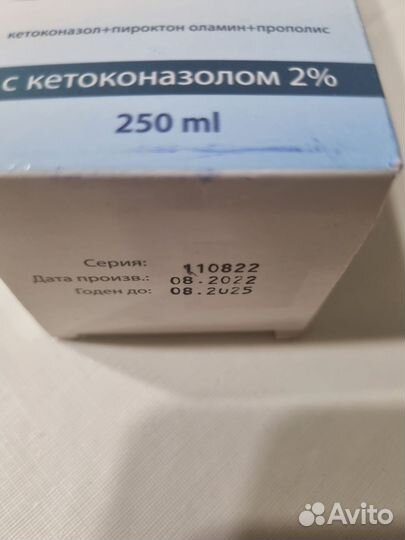 кетоконазол+пироктон оламин+прополис
с кетоконазолом 2%
250 ml
Серия: 110822
Дата произв.: 08.2022
Годен до: 08.2025
Avito